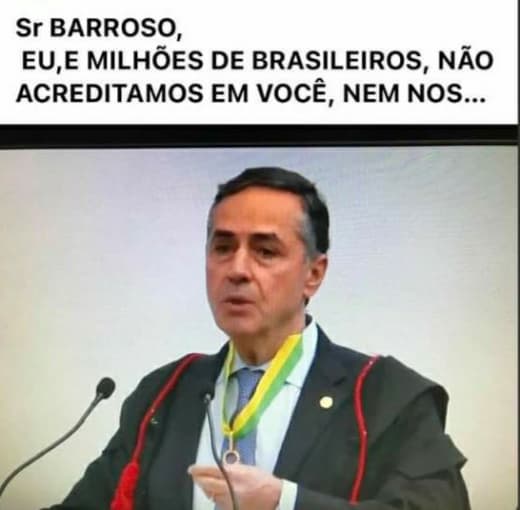 Sr BARROSO,
EU,E MILHÕES DE BRASILEIROS, NÃO
ACREDITAMOS EM VOCÊ, NEM NOS...